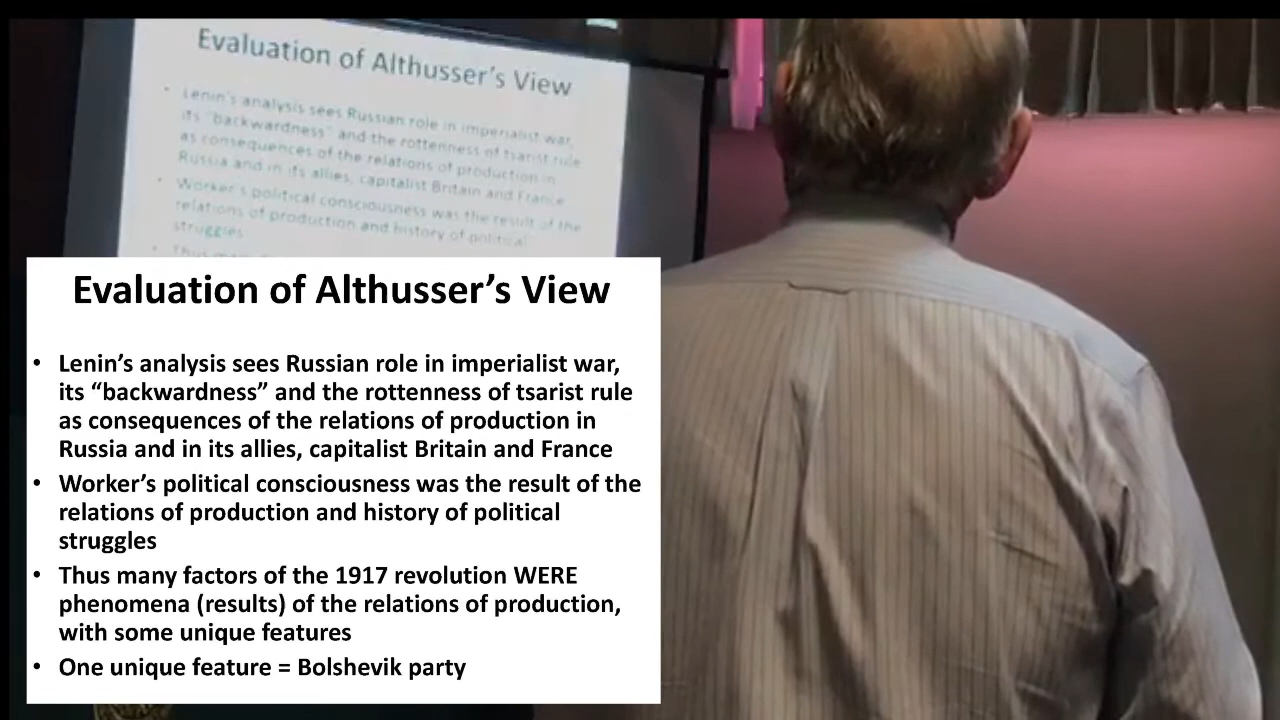 Evaluation of Althusser's View
• Lenin's analysis sees Russian role in imperialist war,
its "backwardness" and the rottenness of tsarist rule
as consequences of the relations of production in
Russia and in its allies, capitalist Britain and France
• Worker's political consciousness was the result of the
relations of production and history of political
struggles
• Thus many
Evaluation of Althusser's View
• Lenin’s analysis sees Russian role in imperialist war,
its “backwardness” and the rottenness of tsarist rule
as consequences of the relations of production in
Russia and in its allies, capitalist Britain and France
• Worker’s political consciousness was the result of the
relations of production and history of political
struggles
• Thus many factors of the 1917 revolution WERE
phenomena (results) of the relations of production,
with some unique features
• One unique feature = Bolshevik party